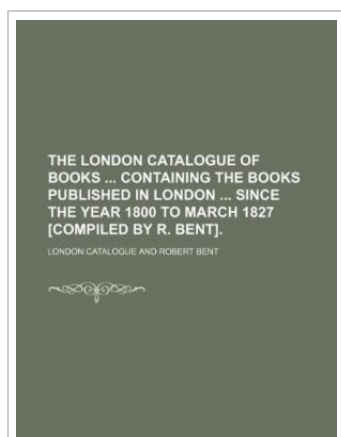 THE LONDON CATALOGUE OF
BOOKS ... CONTAINING THE BOOKS
PUBLISHED IN LONDON ... SINCE
THE YEAR 1800 TO MARCH 1827
[COMPILED BY R. BENT].
LONDON CATALOGUE AND ROBERT BENT